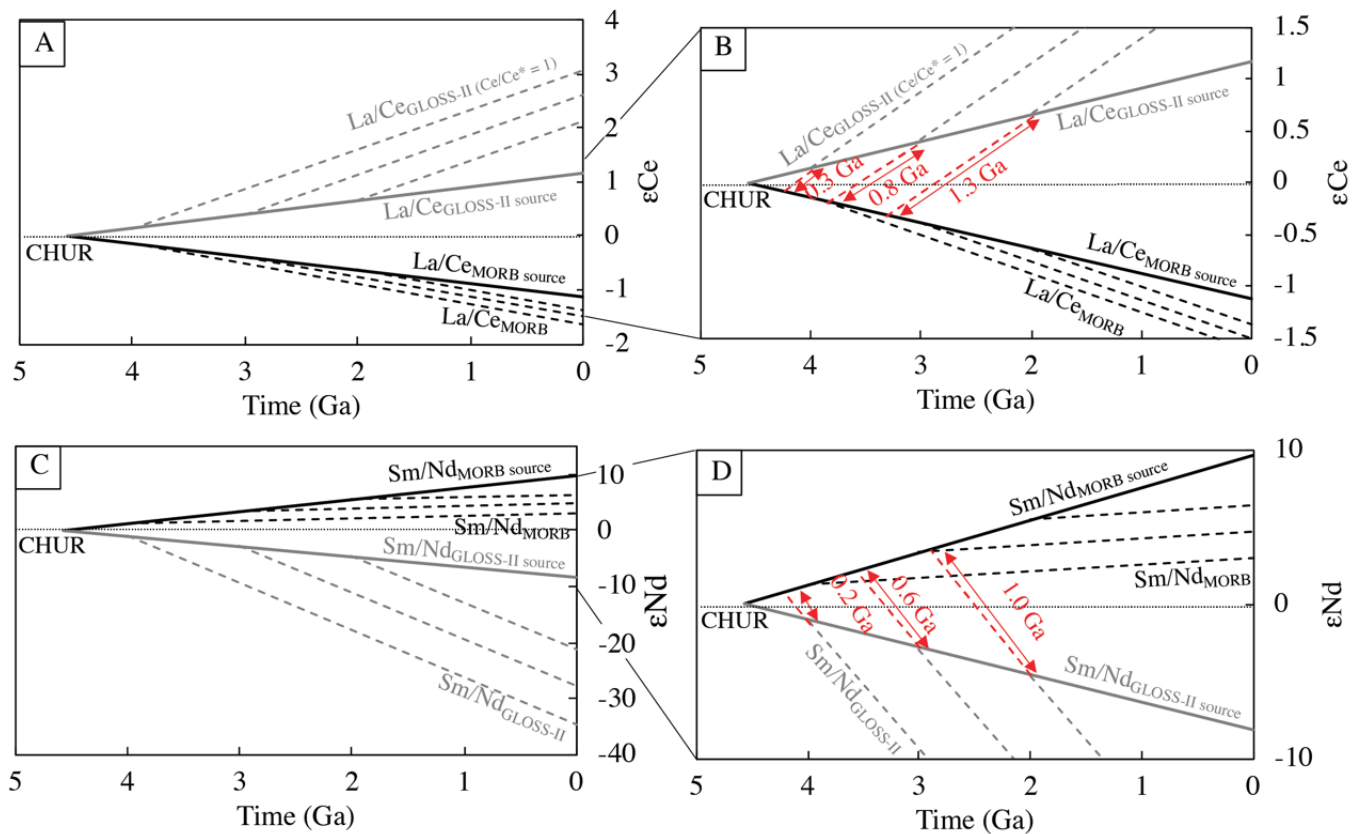 A
4
3
2
1
0
-1
-2
εCe
La/CeGLOSS-II (Ce/Ce* = 1)
La/CeGLOSS-II source
CHUR
La/CeMORB source
La/CeMORB
5
4
3
2
1
0
Time (Ga)
B
1.5
1
0.5
0
-0.5
-1
-1.5
εCe
La/CeGLOSS-II (Ce/Ce* = 1)
La/CeGLOSS-II source
0.3 Ga
0.8 Ga
1.3 Ga
CHUR
La/CeMORB source
La/CeMORB
5
4
3
2
1
0
Time (Ga)
C
10
0
-10
-20
-30
-40
εNd
Sm/NdMORB source
Sm/NdMORB
CHUR
Sm/NdGLOSS-II source
Sm/NdGLOSS-II
5
4
3
2
1
0
Time (Ga)
D
10
0
-10
εNd
Sm/NdMORB source
0.2 Ga
0.6 Ga
1.0 Ga
Sm/NdMORB
CHUR
Sm/NdGLOSS-II
Sm/NdGLOSS-II source
5
4
3
2
1
0
Time (Ga)